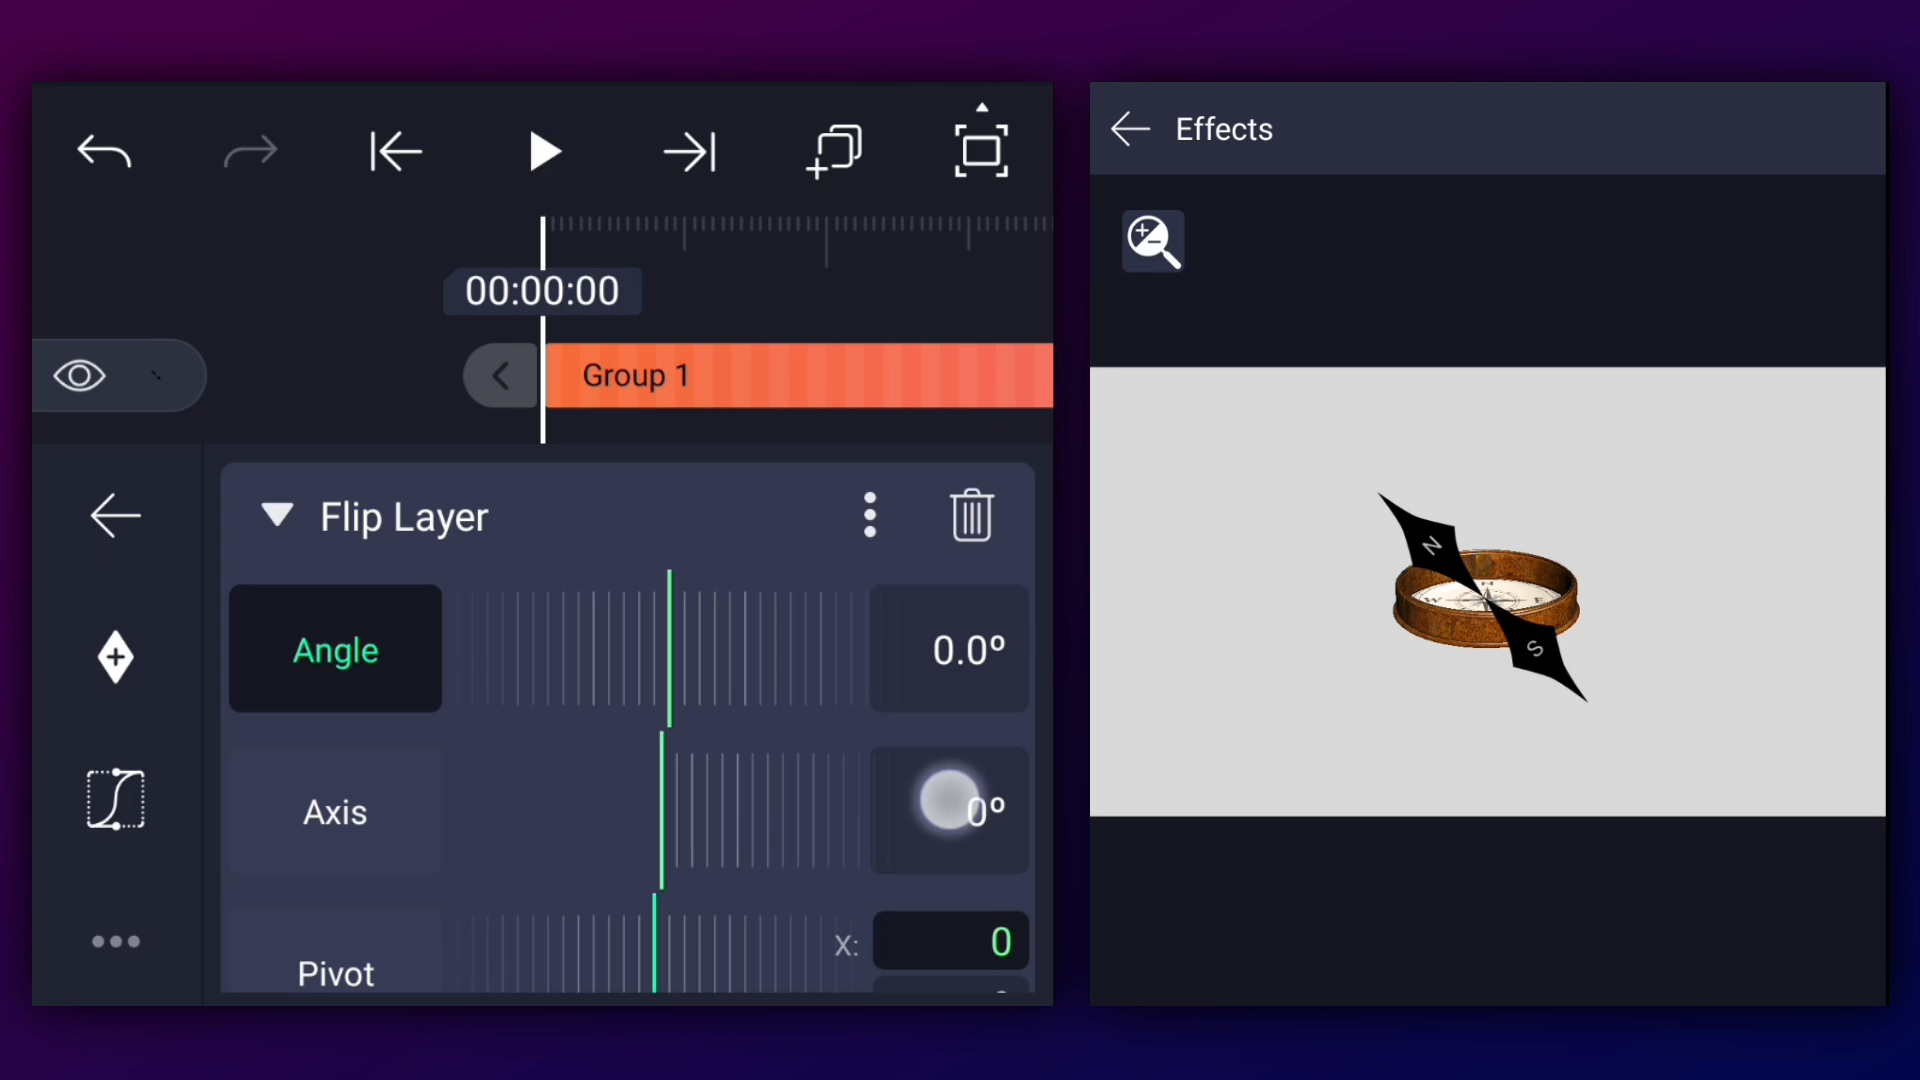 00:00:00
Group 1
Flip Layer
Angle
0.0º
Axis
0º
Pivot
X:
0
Effects
N
W
E
S